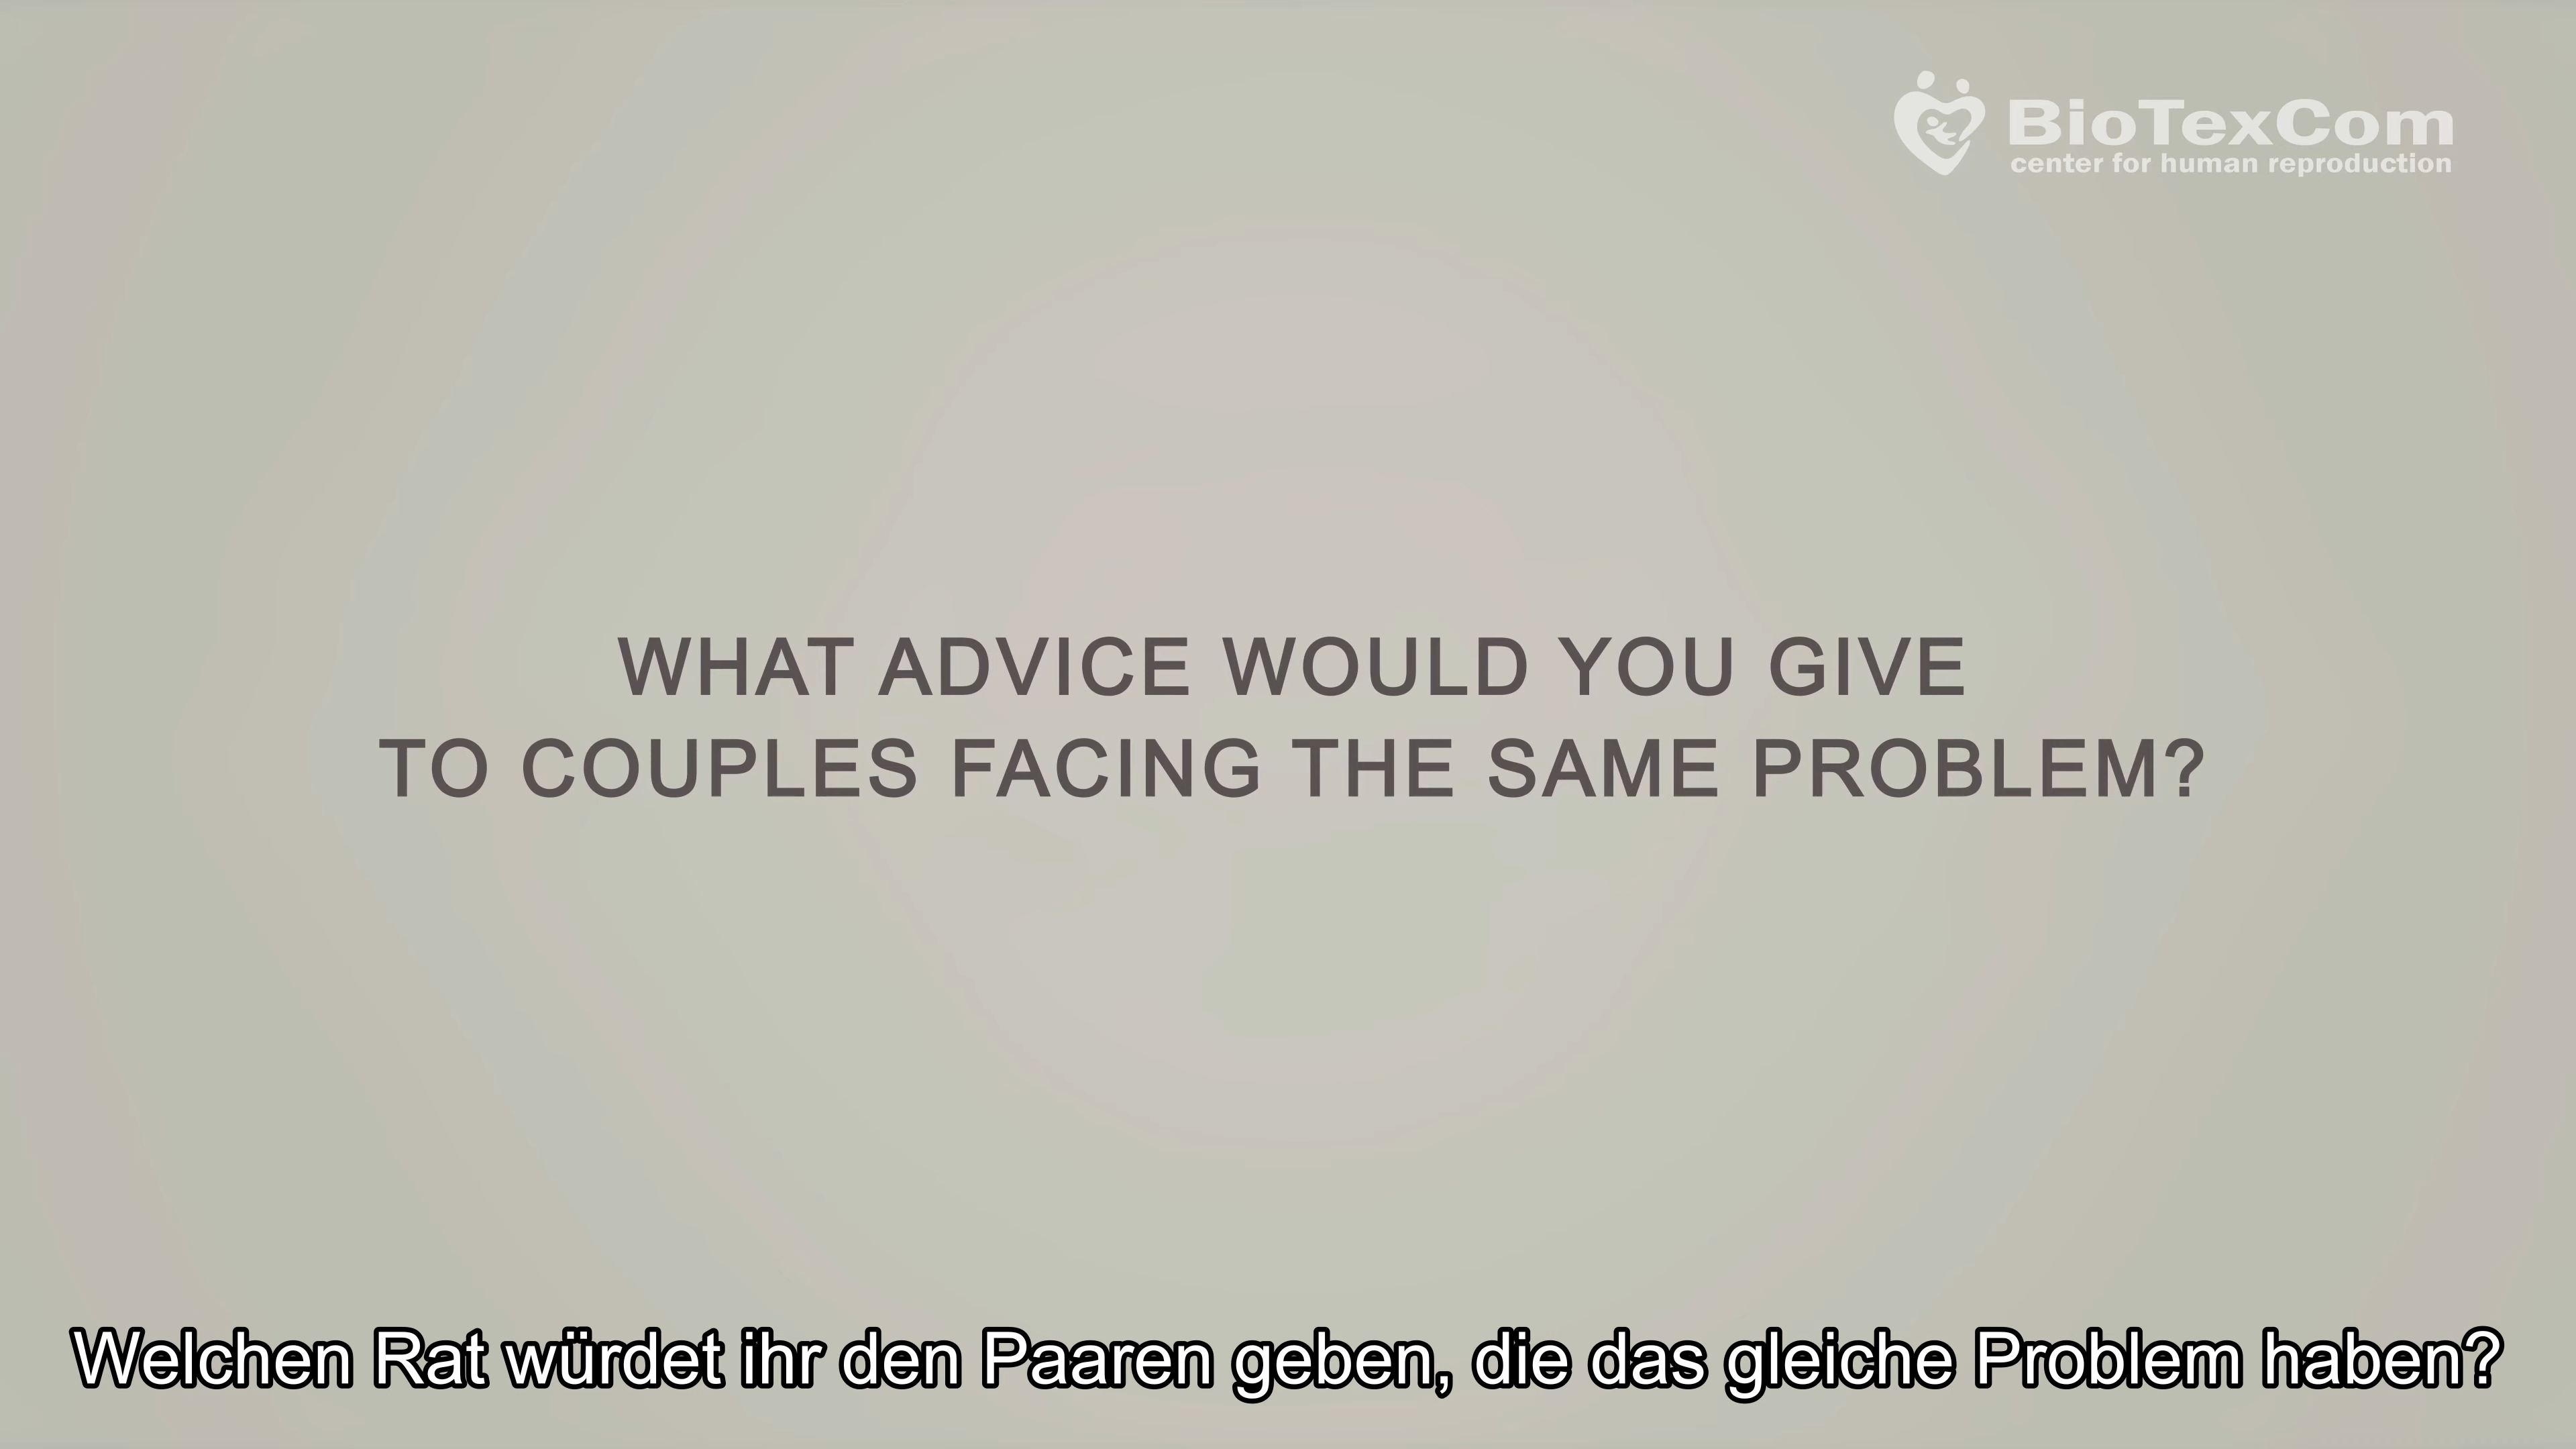 BioTexCom
center for human reproduction
WHAT ADVICE WOULD YOU GIVE
TO COUPLES FACING THE SAME PROBLEM?
Welchen Rat würdet ihr den Paaren geben, die das gleiche Problem haben?